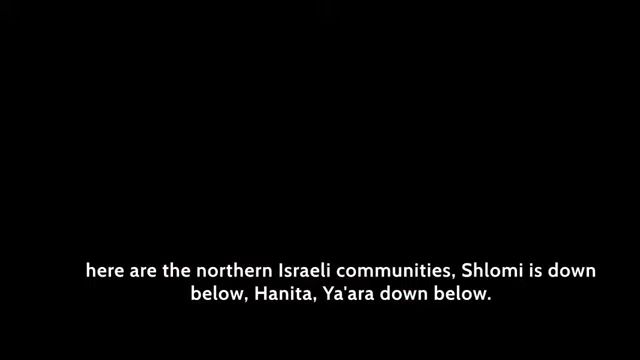 here are the northern Israeli communities, Shlomi is down
below, Hanita, Ya'ara down below.